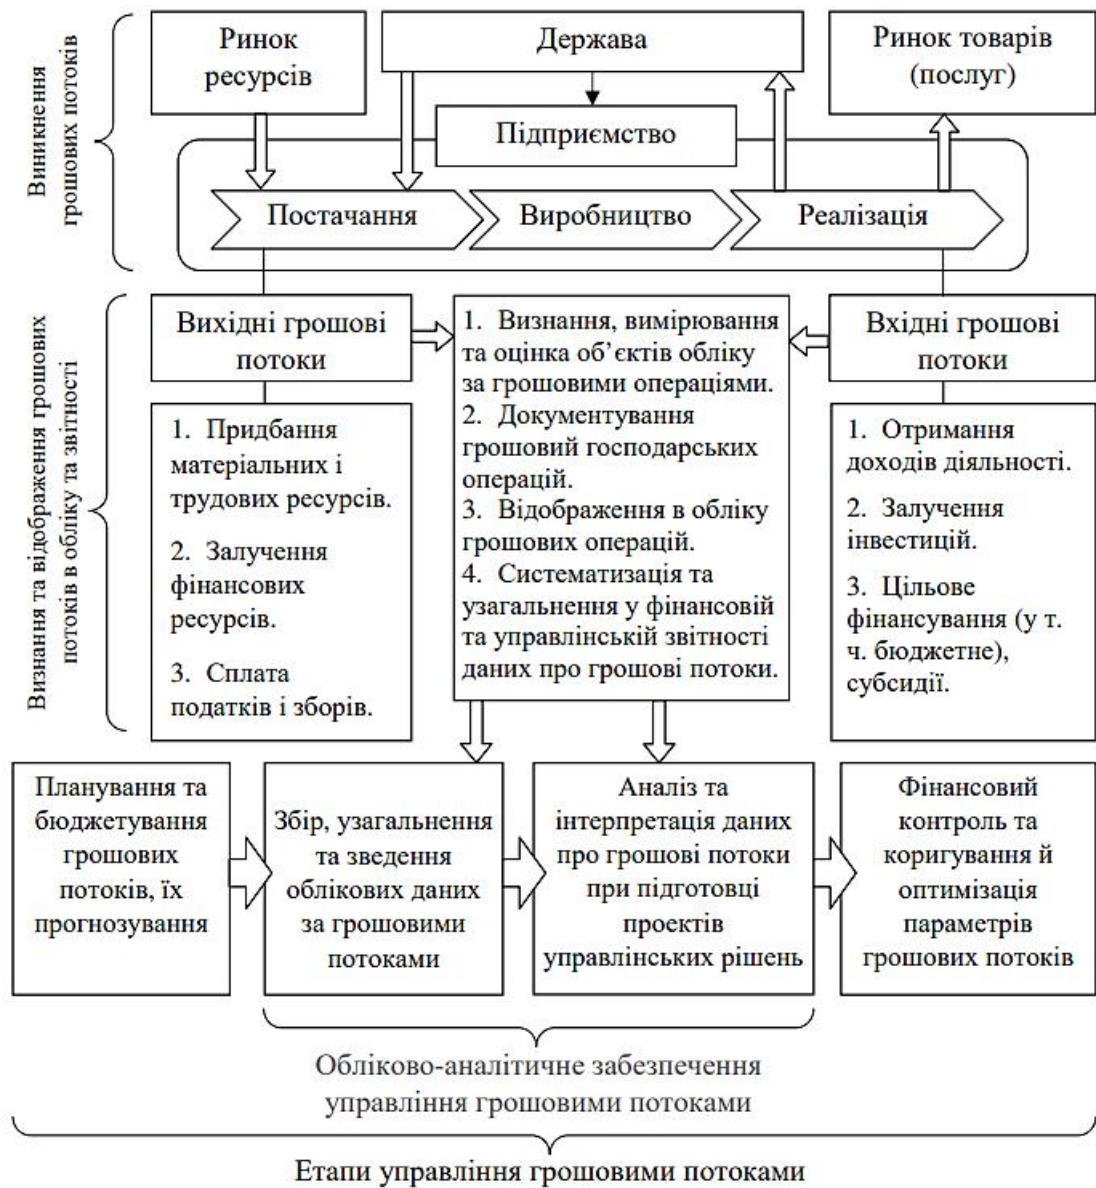 Виникнення
грошових потоків
Ринок
ресурсів
Держава
Ринок товарів
(послуг)
Підприємство
Постачання
Виробництво
Реалізація
Визнання та відображення грошових
потоків в обліку та звітності
Вихідні грошові
потоки
1. Придбання
матеріальних і
трудових ресурсів.
2. Залучення
фінансових
ресурсів.
3. Сплата
податків і зборів.
1. Визнання, вимірювання
та оцінка об’єктів обліку
за грошовими операціями.
2. Документування
грошовий господарських
операцій.
3. Відображення в обліку
грошових операцій.
4. Систематизація та
узагальнення у фінансовій
та управлінській звітності
даних про грошові потоки.
Вхідні грошові
потоки
1. Отримання
доходів діяльності.
2. Залучення
інвестицій.
3. Цільове
фінансування (у т.
ч. бюджетне),
субсидії.
Планування та
бюджетування
грошових
потоків, їх
прогнозування
Збір, узагальнення
та зведення
облікових даних
за грошовими
потоками
Аналіз та
інтерпретація даних
про грошові потоки
при підготовці
проектів
управлінських рішень
Фінансовий
контроль та
коригування й
оптимізація
параметрів
грошових потоків
Обліково-аналітичне забезпечення
управління грошовими потоками
Етапи управління грошовими потоками